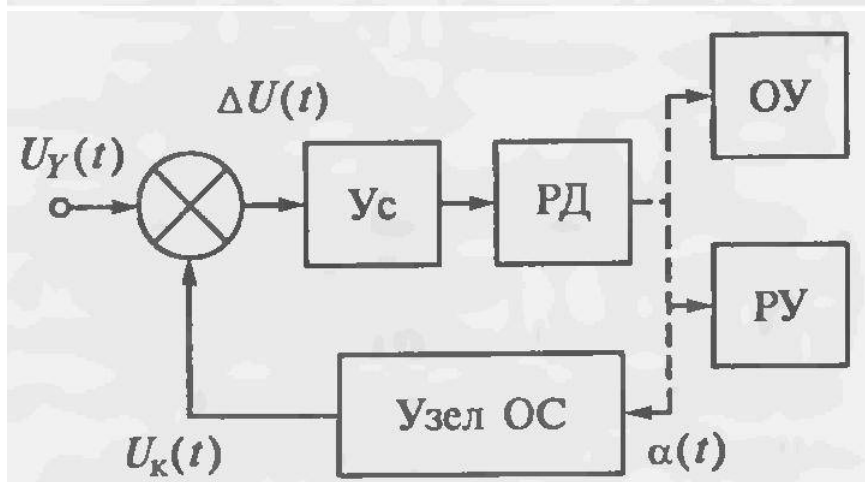 ΔU(t)
ОУ
U_Y(t)
Ус
РД
РУ
Узел ОС
U_к(t)
α(t)